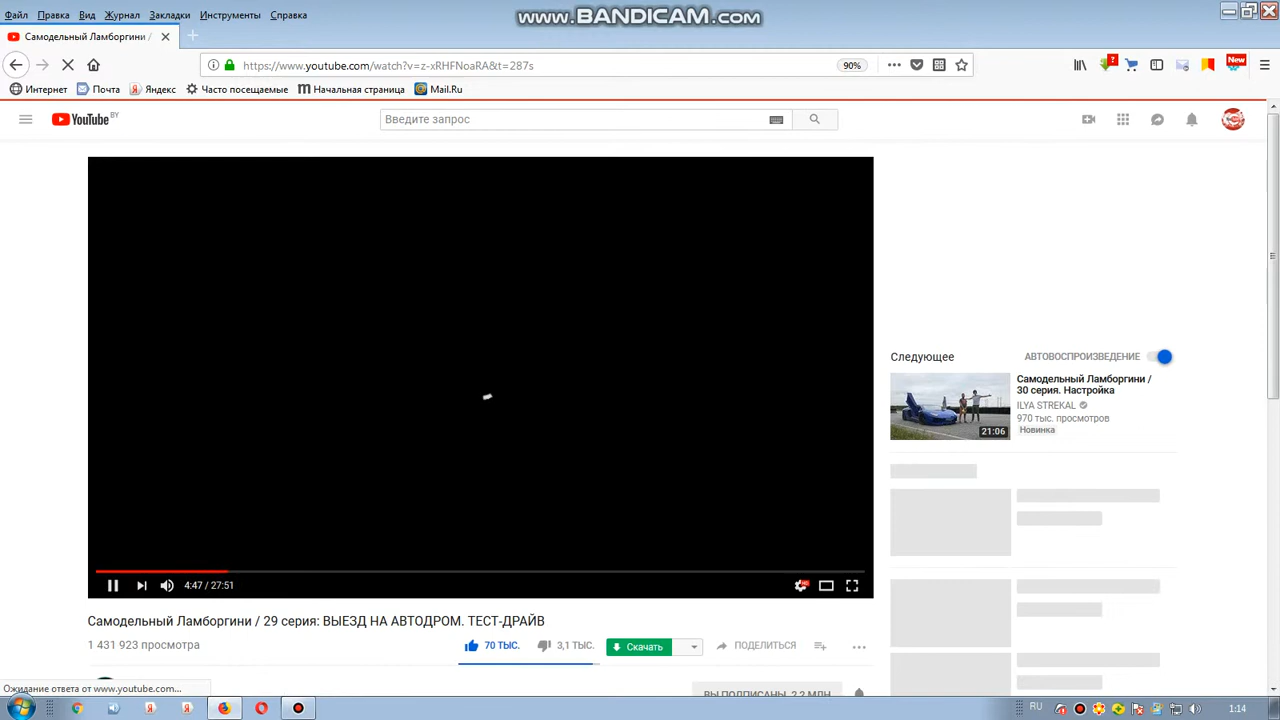 Файл Правка Вид Журнал Закладки Инструменты Справка
www.BANDICAM.com
Самодельный Ламборгини /
https://www.youtube.com/watch?v=z-xRHFNoaRA&t=287s
90%
New
Интернет Почта Яндекс Часто посещаемые Начальная страница Mail.Ru
YouTube BY
Введите запрос
Следующее
АВТОВОСПРОИЗВЕДЕНИЕ
Самодельный Ламборгини /
30 серия. Настройка
ILYA STREKAL
970 тыс. просмотров
Новинка
21:06
4:47 / 27:51
Самодельный Ламборгини / 29 серия: ВЫЕЗД НА АВТОДРОМ. ТЕСТ-ДРАЙВ
1 431 923 просмотра
70 ТЫС.
3,1 ТЫС.
Скачать
ПОДЕЛИТЬСЯ
Ожидание ответа от www.youtube.com...
ВЫ ПОДПИСАНЫ 2,2 МЛН
RU
1:14